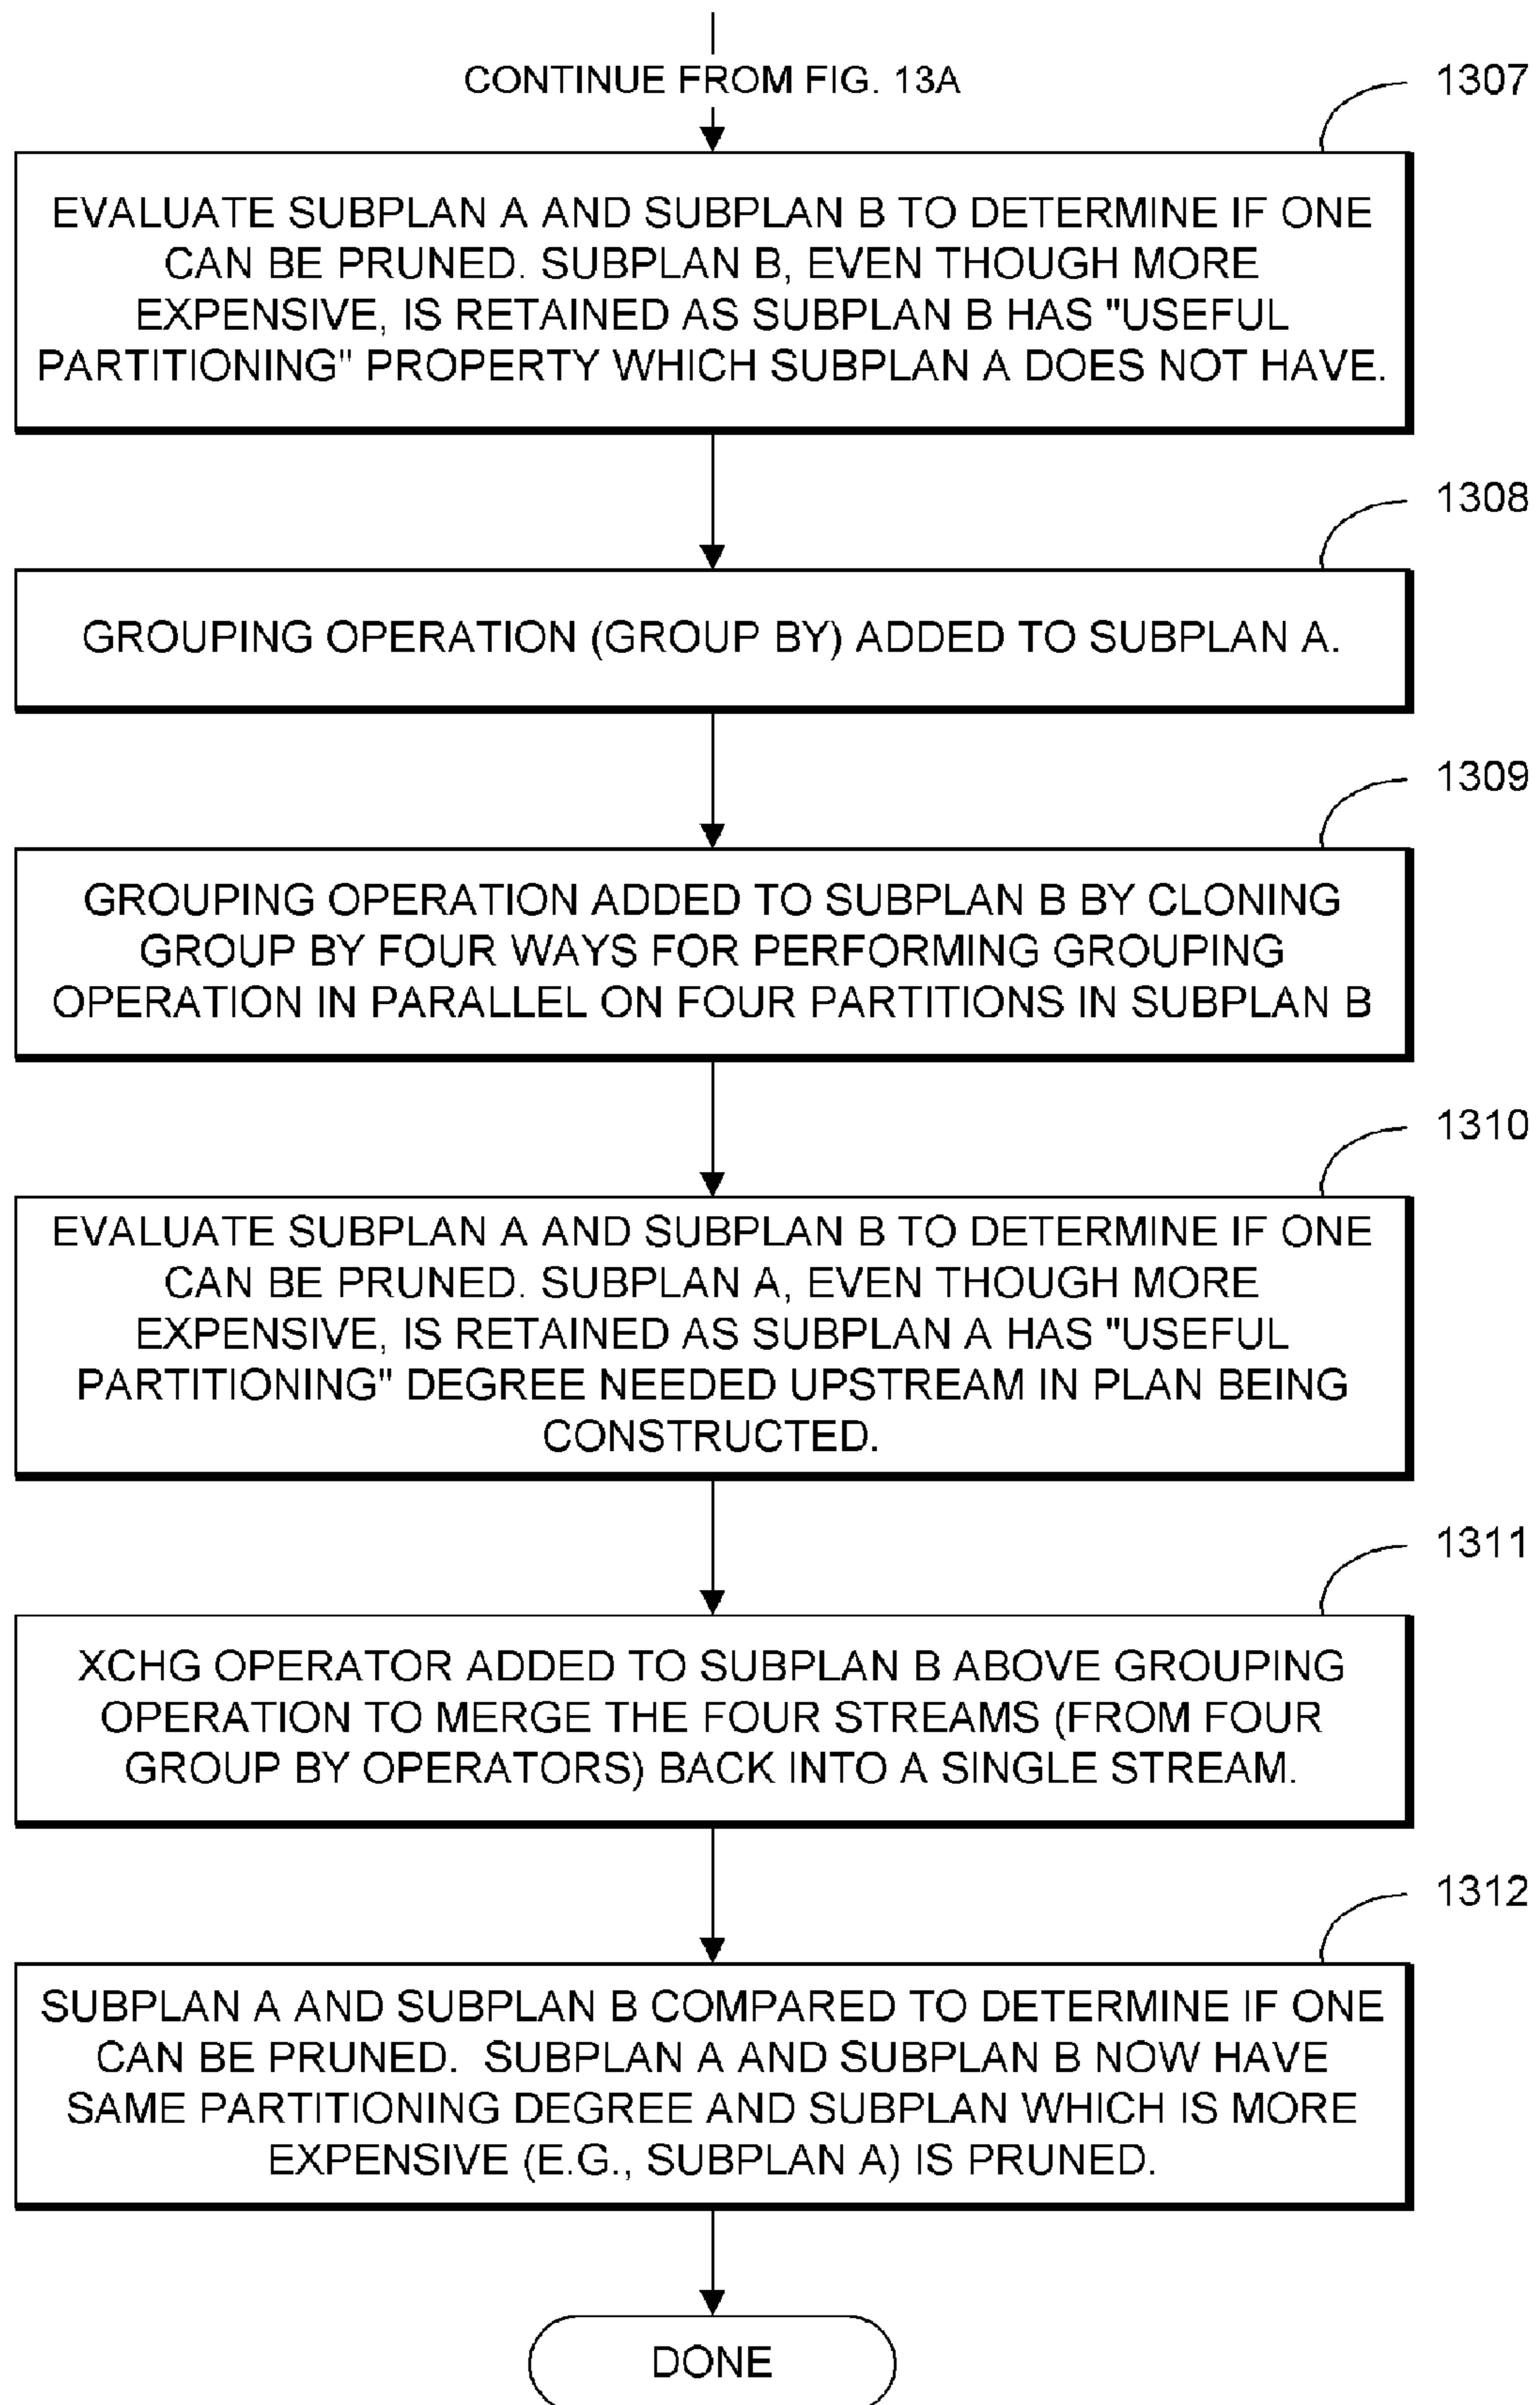 CONTINUE FROM FIG. 13A
1307
EVALUATE SUBPLAN A AND SUBPLAN B TO DETERMINE IF ONE
CAN BE PRUNED. SUBPLAN B, EVEN THOUGH MORE
EXPENSIVE, IS RETAINED AS SUBPLAN B HAS "USEFUL
PARTITIONING" PROPERTY WHICH SUBPLAN A DOES NOT HAVE.
1308
GROUPING OPERATION (GROUP BY) ADDED TO SUBPLAN A.
1309
GROUPING OPERATION ADDED TO SUBPLAN B BY CLONING
GROUP BY FOUR WAYS FOR PERFORMING GROUPING
OPERATION IN PARALLEL ON FOUR PARTITIONS IN SUBPLAN B
1310
EVALUATE SUBPLAN A AND SUBPLAN B TO DETERMINE IF ONE
CAN BE PRUNED. SUBPLAN A, EVEN THOUGH MORE
EXPENSIVE, IS RETAINED AS SUBPLAN A HAS "USEFUL
PARTITIONING" DEGREE NEEDED UPSTREAM IN PLAN BEING
CONSTRUCTED.
1311
XCHG OPERATOR ADDED TO SUBPLAN B ABOVE GROUPING
OPERATION TO MERGE THE FOUR STREAMS (FROM FOUR
GROUP BY OPERATORS) BACK INTO A SINGLE STREAM.
1312
SUBPLAN A AND SUBPLAN B COMPARED TO DETERMINE IF ONE
CAN BE PRUNED. SUBPLAN A AND SUBPLAN B NOW HAVE
SAME PARTITIONING DEGREE AND SUBPLAN WHICH IS MORE
EXPENSIVE (E.G., SUBPLAN A) IS PRUNED.
DONE